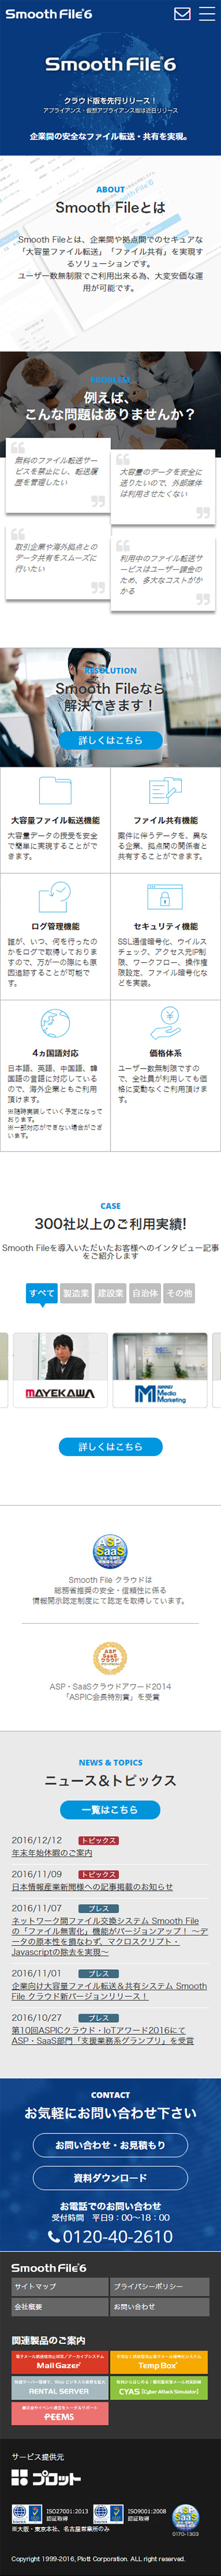 Smooth File 6
Smooth File 6
クラウド版を先行リリース！
アプライアンス・仮想アプライアンス版は近日リリース
企業間の安全なファイル転送・共有を実現。
ABOUT
Smooth Fileとは
Smooth Fileとは、企業間や拠点間でのセキュアな
「大容量ファイル転送」「ファイル共有」を実現す
るソリューションです。
ユーザー数無制限でご利用出来る為、大変安価な運
用が可能です。
PROBLEM
例えば、
こんな問題はありませんか？
無料のファイル転送サー
ビスを禁止にし、転送履
歴を管理したい
大容量のデータを安全に
送りたいので、外部媒体
は利用させたくない
取引企業や海外拠点との
データ共有をスムーズに
行いたい
利用中のファイル転送サ
ービスはユーザー課金の
ため、多大なコストがか
かる
RESOLUTION
Smooth Fileなら
解決できます！
詳しくはこちら
大容量ファイル転送機能
大容量データの授受を安全
で簡単に実現することがで
きます。
ファイル共有機能
案件に伴うデータを、異な
る企業、拠点間の関係者と
共有することができます。
ログ管理機能
誰が、いつ、何を行ったの
かをログで取得しておりま
すので、万が一の際にも原
因追跡することが可能で
す。
セキュリティ機能
SSL通信暗号化、ウイルス
チェック、アクセス元IP制
限、ワークフロー、操作権
限設定、ファイル暗号化な
どを実装。
4ヵ国語対応
日本語、英語、中国語、韓
国語の言語に対応している
ので、海外企業ともご利用
頂けます。
※随時実装していく予定になって
おります。
※一部対応ができない場合がござ
います。
価格体系
ユーザー数無制限ですの
で、全社員が利用しても価
格に変動なくご利用頂けま
す。
CASE
300社以上のご利用実績!
Smooth Fileを導入いただいたお客様へのインタビュー記事
をご紹介します
すべて
製造業
建設業
自治体
その他
MAYEKAWA
Media
Marketing
詳しくはこちら
Smooth File クラウドは
総務省推奨の安全・信頼性に係る
情報開示認定制度にて認定を取得しています。
ASP・SaaSクラウドアワード2014
「ASPIC会長特別賞」を受賞
NEWS & TOPICS
ニュース＆トピックス
一覧はこちら
2016/12/12 トピックス
年末年始休暇のご案内
2016/11/09 トピックス
日本情報産業新聞様への記事掲載のお知らせ
2016/11/07 プレス
ネットワーク間ファイル交換システム Smooth File
の「ファイル無害化」機能がバージョンアップ！ ～デ
ータの原本性を損なわず、マクロスクリプト・
Javascriptの除去を実現～
2016/11/01 プレス
企業向け大容量ファイル転送＆共有システム Smooth
File クラウド新バージョンリリース！
2016/10/27 プレス
第10回ASPICクラウド・IoTアワード2016にて
ASP・SaaS部門「支援業務系グランプリ」を受賞
CONTACT
お気軽にお問い合わせ下さい
お問い合わせ・お見積もり
資料ダウンロード
お電話でのお問い合わせ
受付時間 平日9：00～18：00
0120-40-2610
Smooth File 6
サイトマップ
プライバシーポリシー
会社概要
お問い合わせ
関連製品のご案内
Mail Gazer
Temp Box
RENTAL SERVER
CYAS [Cyber Attack Simulator]
PEEMS
サービス提供元
プロット
ISO27001:2013
認証取得
ISO9001:2008
認証取得
0170-1303
※大阪・東京本社、名古屋営業所のみ
Copyright 1999-2016, Plott Corporation. ALL right reserved.